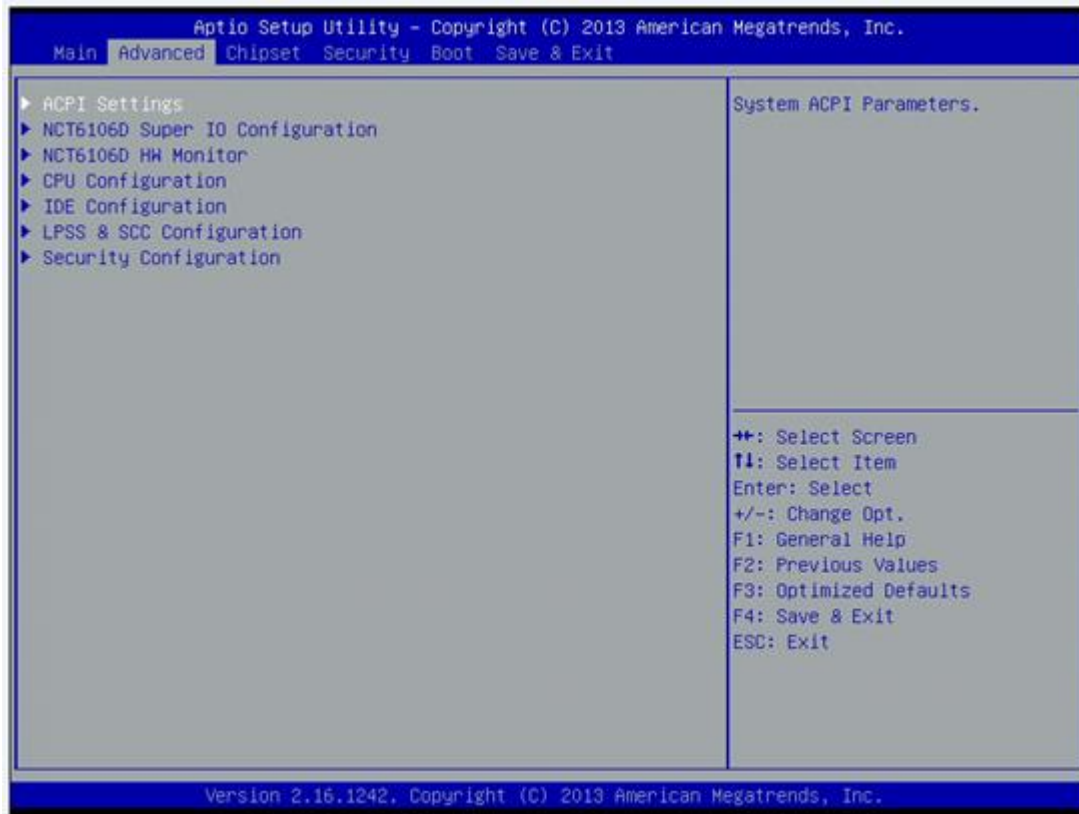 Aptio Setup Utility – Copyright (C) 2013 American Megatrends, Inc.
Main Advanced Chipset Security Boot Save & Exit
▶ ACPI Settings
▶ NCT6106D Super IO Configuration
▶ NCT6106D HW Monitor
▶ CPU Configuration
▶ IDE Configuration
▶ LPSS & SCC Configuration
▶ Security Configuration
System ACPI Parameters.
→←: Select Screen
↑↓: Select Item
Enter: Select
+/-: Change Opt.
F1: General Help
F2: Previous Values
F3: Optimized Defaults
F4: Save & Exit
ESC: Exit
Version 2.16.1242. Copyright (C) 2013 American Megatrends, Inc.